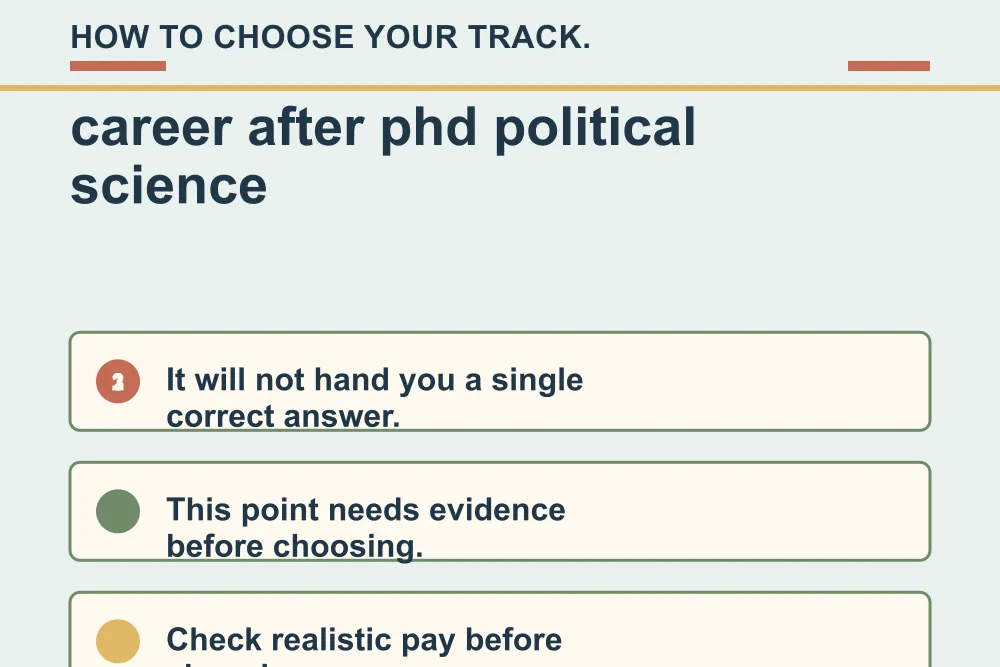 HOW TO CHOOSE YOUR TRACK.
career after phd political
science
It will not hand you a single
correct answer.
This point needs evidence
before choosing.
Check realistic pay before